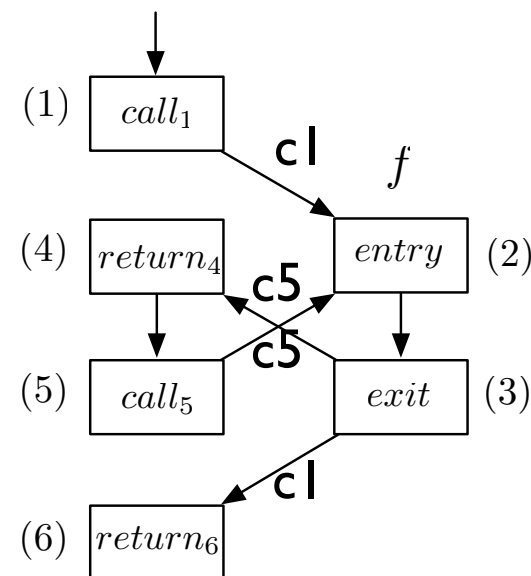 (1) call₁
c1
f
(4) return₄
entry (2)
c5
c5
(5) call₅
exit (3)
c1
(6) return₆